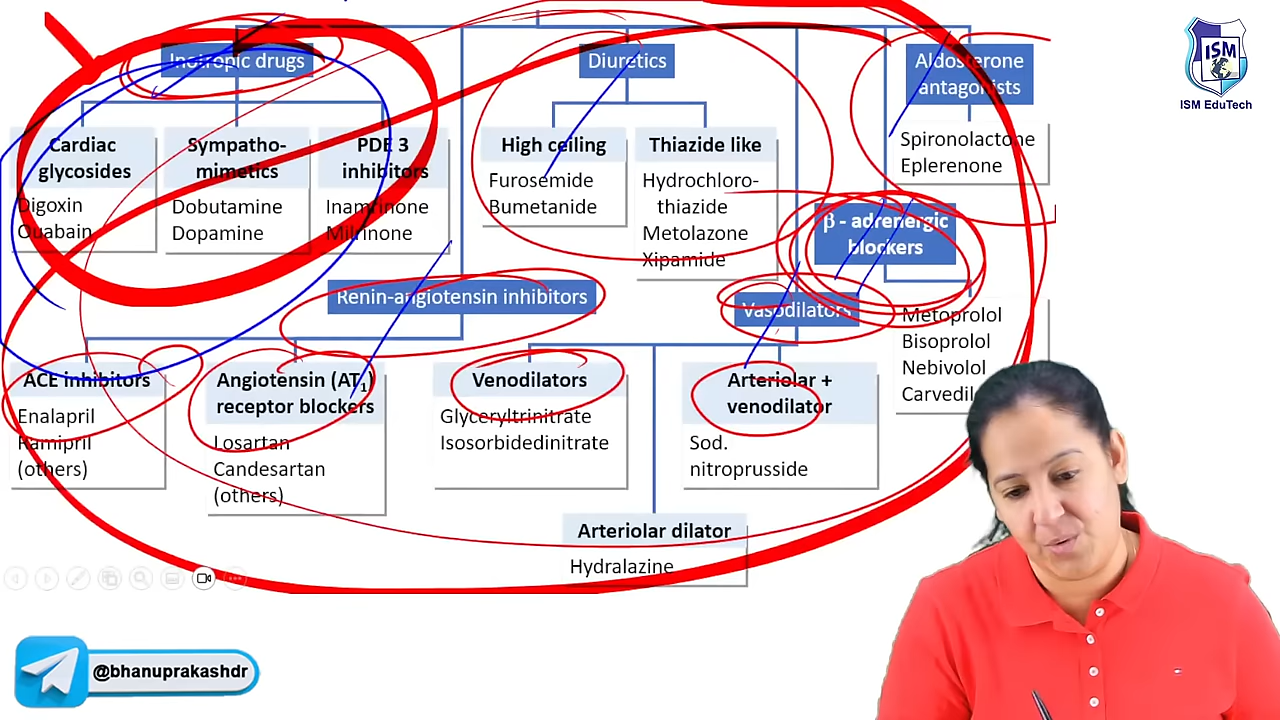 Inotropic drugs
Cardiac
glycosides
Digoxin
Ouabain
Sympatho-
mimetics
Dobutamine
Dopamine
PDE 3
inhibitors
Inamrinone
Milrinone
Diuretics
High ceiling
Furosemide
Bumetanide
Thiazide like
Hydrochloro-
thiazide
Metolazone
Xipamide
Aldosterone
antagonists
Spironolactone
Eplerenone
β - adrenergic
blockers
Metoprolol
Bisoprolol
Nebivolol
Carvedil
Renin-angiotensin inhibitors
ACE inhibitors
Enalapril
Ramipril
(others)
Angiotensin (AT₁)
receptor blockers
Losartan
Candesartan
(others)
Vasodilators
Venodilators
Glyceryltrinitrate
Isosorbidedinitrate
Arteriolar +
venodilator
Sod.
nitroprusside
Arteriolar dilator
Hydralazine
ISM
ISM EduTech
@bhanuprakashdr